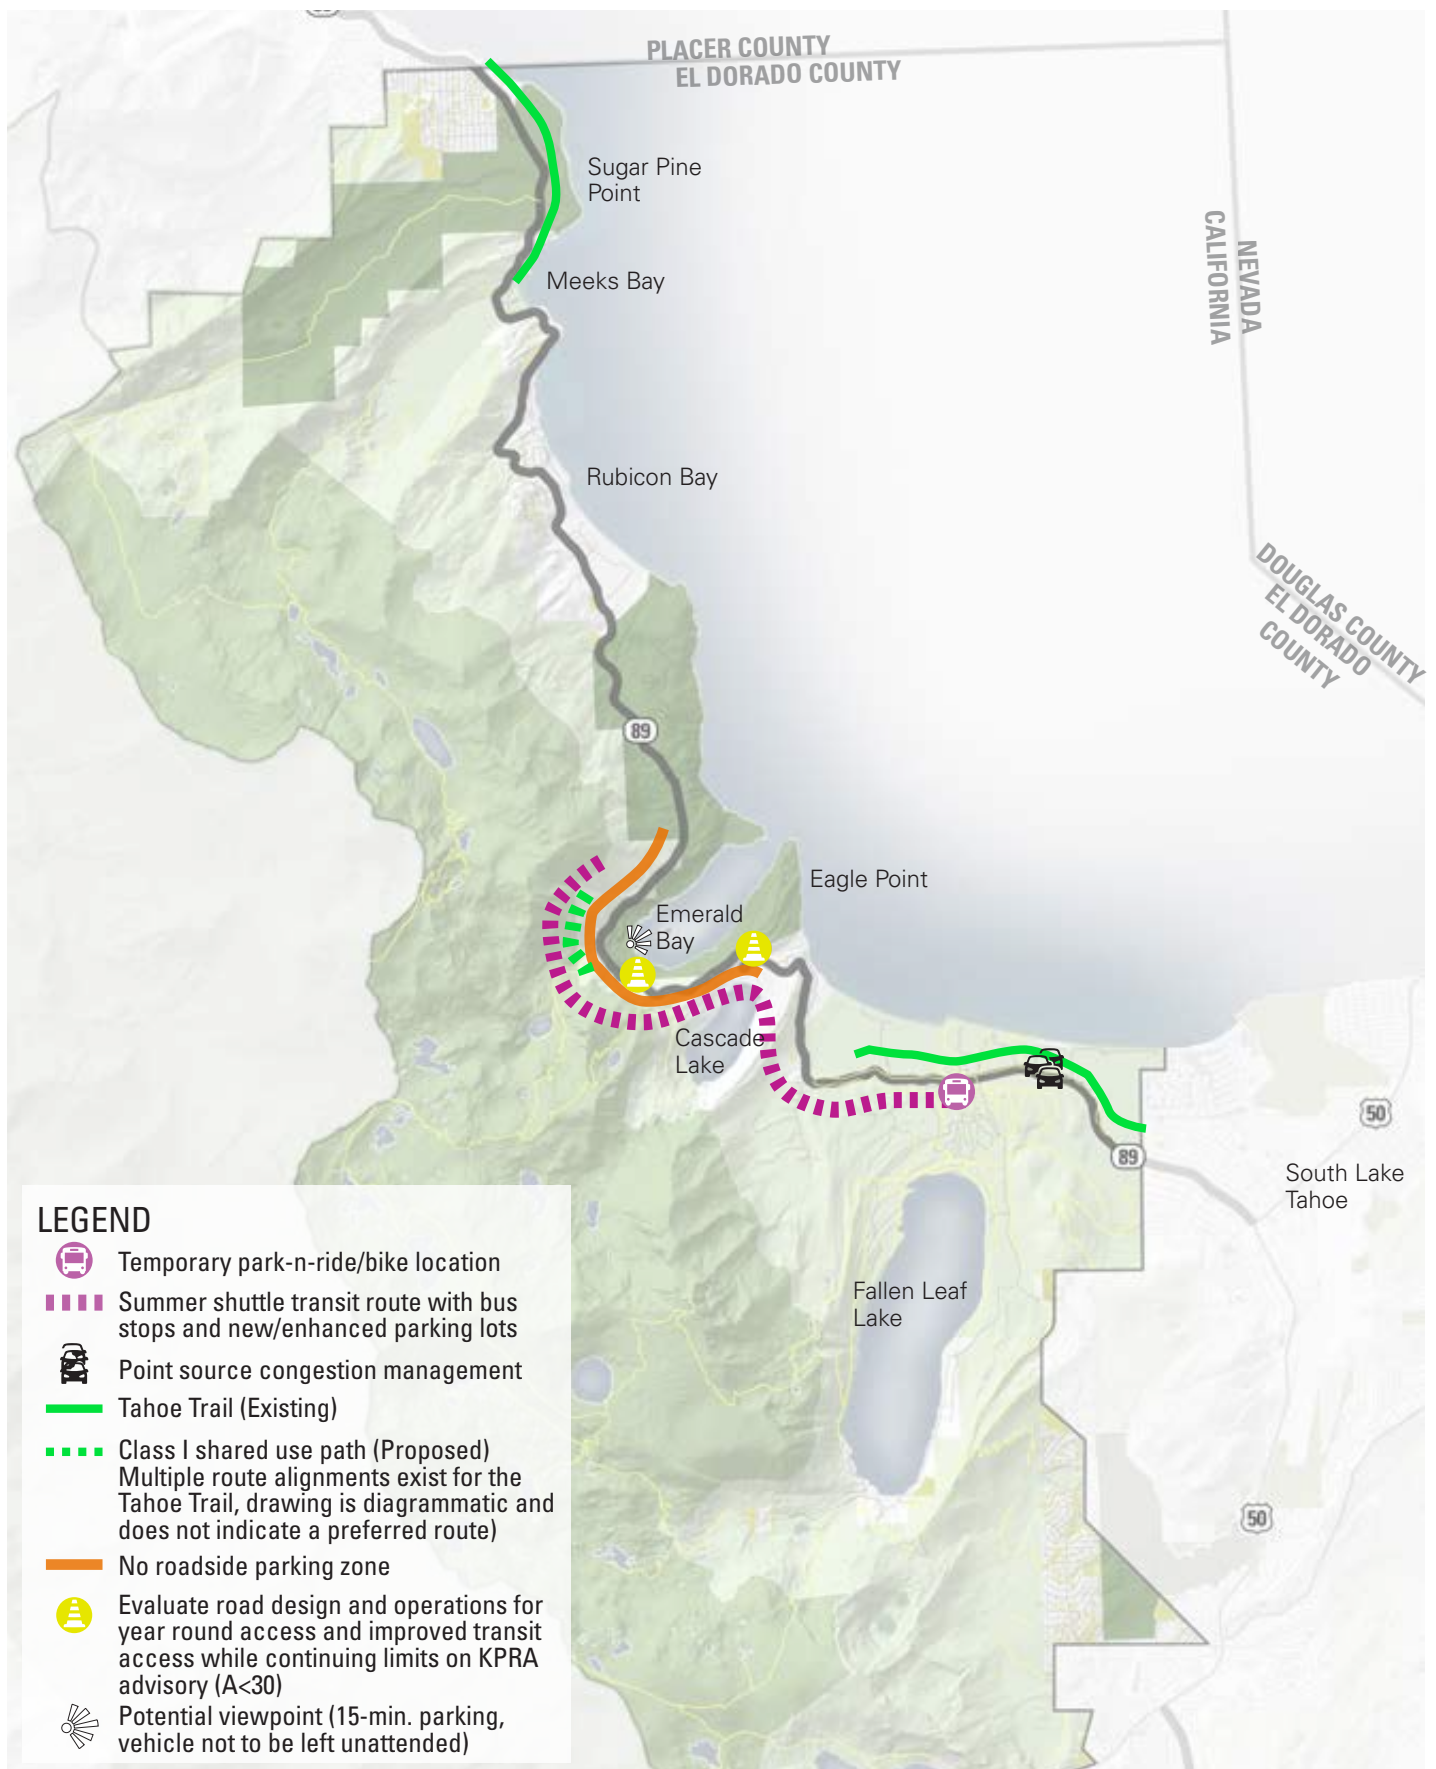 PLACER COUNTY
EL DORADO COUNTY
Sugar Pine
Point
NEVADA
CALIFORNIA
Meeks Bay
Rubicon Bay
DOUGLAS COUNTY
EL DORADO
COUNTY
89
Eagle Point
Emerald
Bay
Cascade
Lake
50
89
South Lake
Tahoe
Fallen Leaf
Lake
50
LEGEND
Temporary park-n-ride/bike location
Summer shuttle transit route with bus
stops and new/enhanced parking lots
Point source congestion management
Tahoe Trail (Existing)
Class I shared use path (Proposed)
Multiple route alignments exist for the
Tahoe Trail, drawing is diagrammatic and
does not indicate a preferred route)
No roadside parking zone
Evaluate road design and operations for
year round access and improved transit
access while continuing limits on KPRA
advisory (A<30)
Potential viewpoint (15-min. parking,
vehicle not to be left unattended)